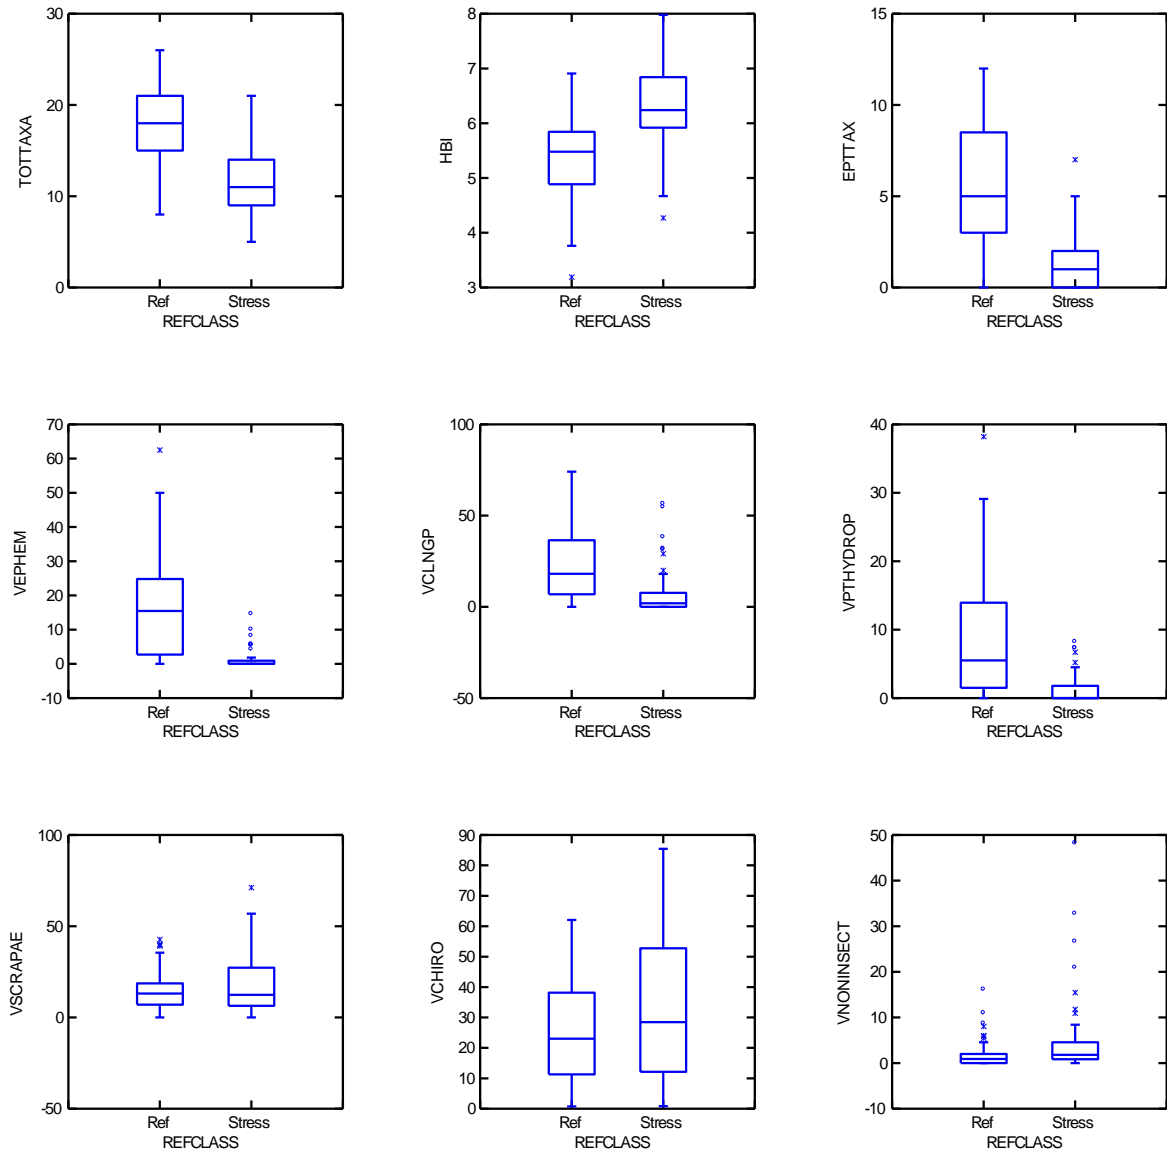 TOTTAXA
30
20
10
0
Ref Stress
REFCLASS
HBI
8
7
6
5
4
3
Ref Stress
REFCLASS
EPTTAX
15
10
5
0
Ref Stress
REFCLASS
VEPHEM
70
60
50
40
30
20
10
0
-10
Ref Stress
REFCLASS
VCLNGP
100
50
0
-50
Ref Stress
REFCLASS
VPTHYDROP
40
30
20
10
0
Ref Stress
REFCLASS
VSCRAPAE
100
50
0
-50
Ref Stress
REFCLASS
VCHIRO
90
80
70
60
50
40
30
20
10
0
Ref Stress
REFCLASS
VNONINSECT
50
40
30
20
10
0
-10
Ref Stress
REFCLASS